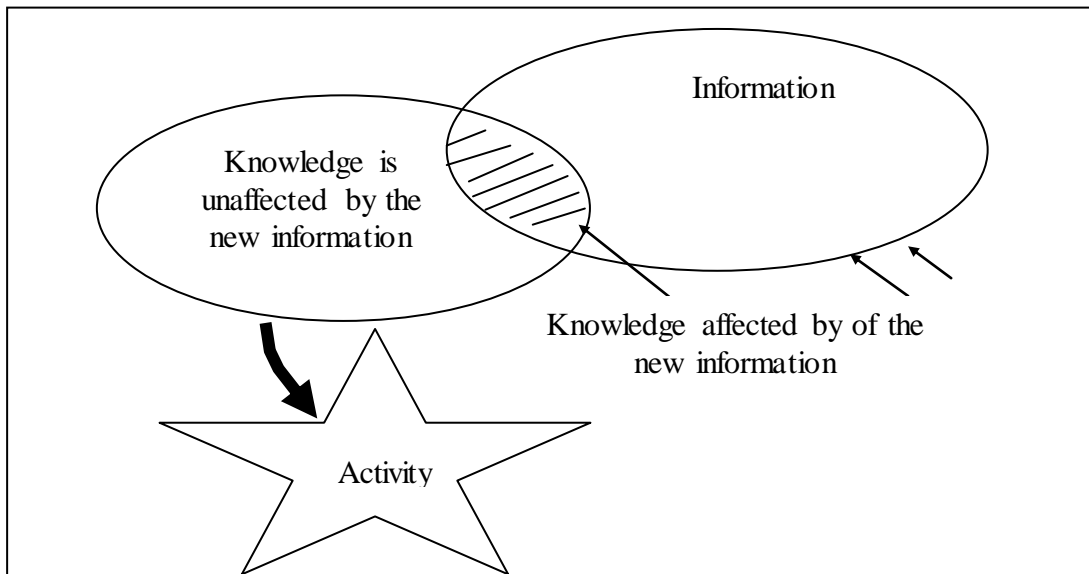 Information
Knowledge is
unaffected by the
new information
Knowledge affected by of the
new information
Activity